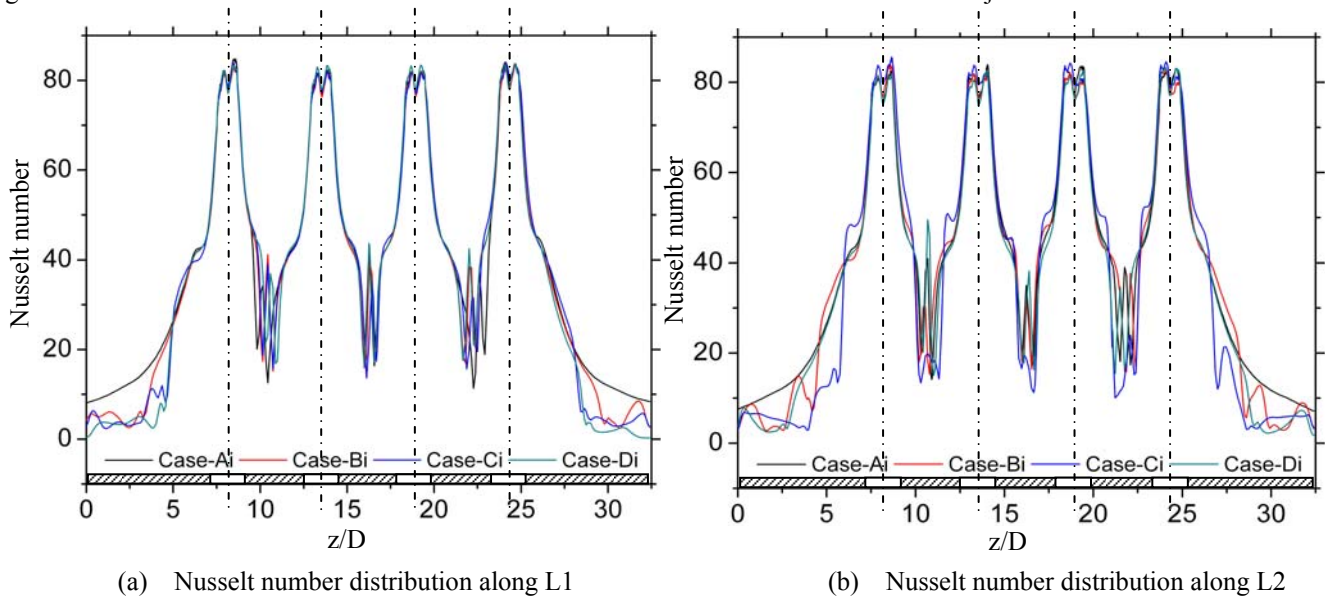 80
60
40
20
0
Nusselt number
Case-Ai Case-Bi Case-Ci Case-Di
0 5 10 15 20 25 30
z/D
(a) Nusselt number distribution along L1
80
60
40
20
0
Nusselt number
Case-Ai Case-Bi Case-Ci Case-Di
0 5 10 15 20 25 30
z/D
(b) Nusselt number distribution along L2